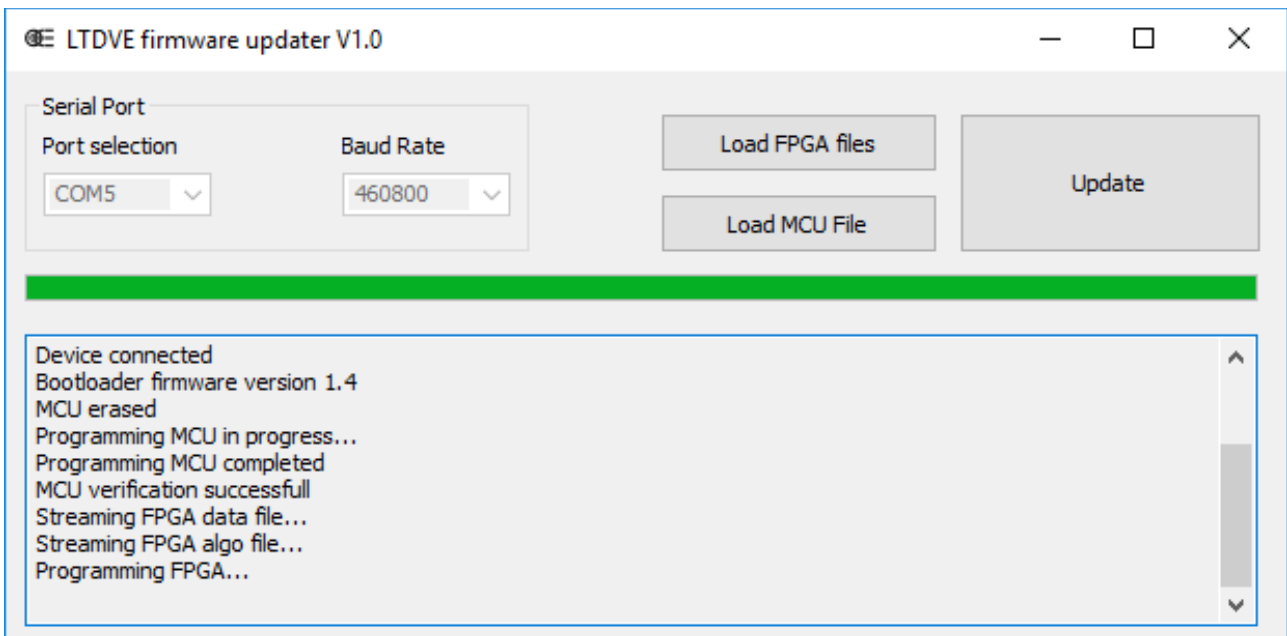 LTDVE firmware updater V1.0
Serial Port
Port selection
Baud Rate
COM5
460800
Load FPGA files
Load MCU File
Update
Device connected
Bootloader firmware version 1.4
MCU erased
Programming MCU in progress...
Programming MCU completed
MCU verification successfull
Streaming FPGA data file...
Streaming FPGA algo file...
Programming FPGA...